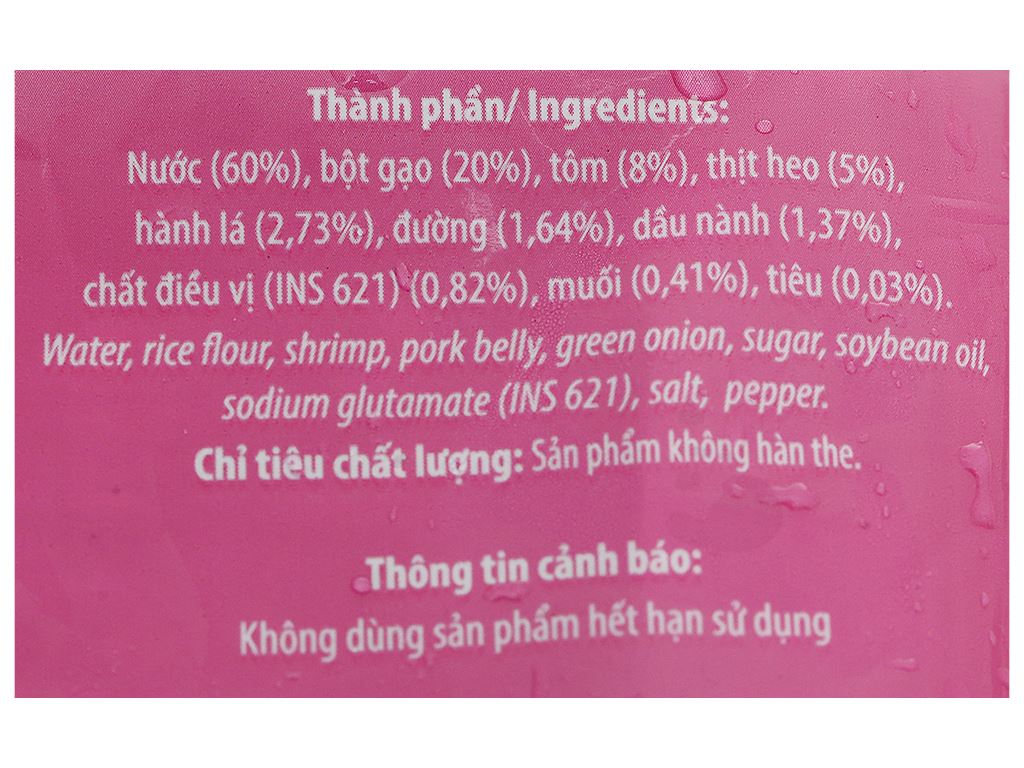 Thành phần/ Ingredients:
Nước (60%), bột gạo (20%), tôm (8%), thịt heo (5%),
hành lá (2,73%), đường (1,64%), dầu nành (1,37%),
chất điều vị (INS 621) (0,82%), muối (0,41%), tiêu (0,03%).
Water, rice flour, shrimp, pork belly, green onion, sugar, soybean oil,
sodium glutamate (INS 621), salt, pepper.
Chỉ tiêu chất lượng: Sản phẩm không hàn the.
Thông tin cảnh báo:
Không dùng sản phẩm hết hạn sử dụng